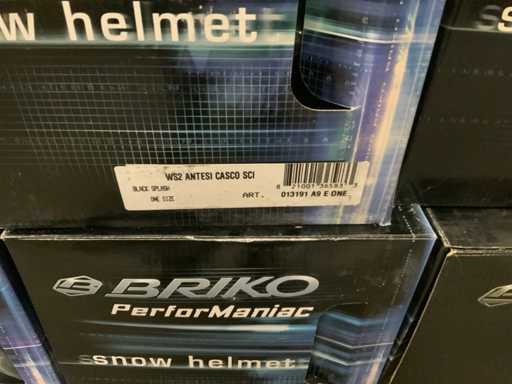 snow helmet
WS2 ANTESI CASCO SCI
BLACK SPLASH
ONE SIZE
ART. 013191 A9 E ONE
BRIKO
PerforManiac
snow helmet